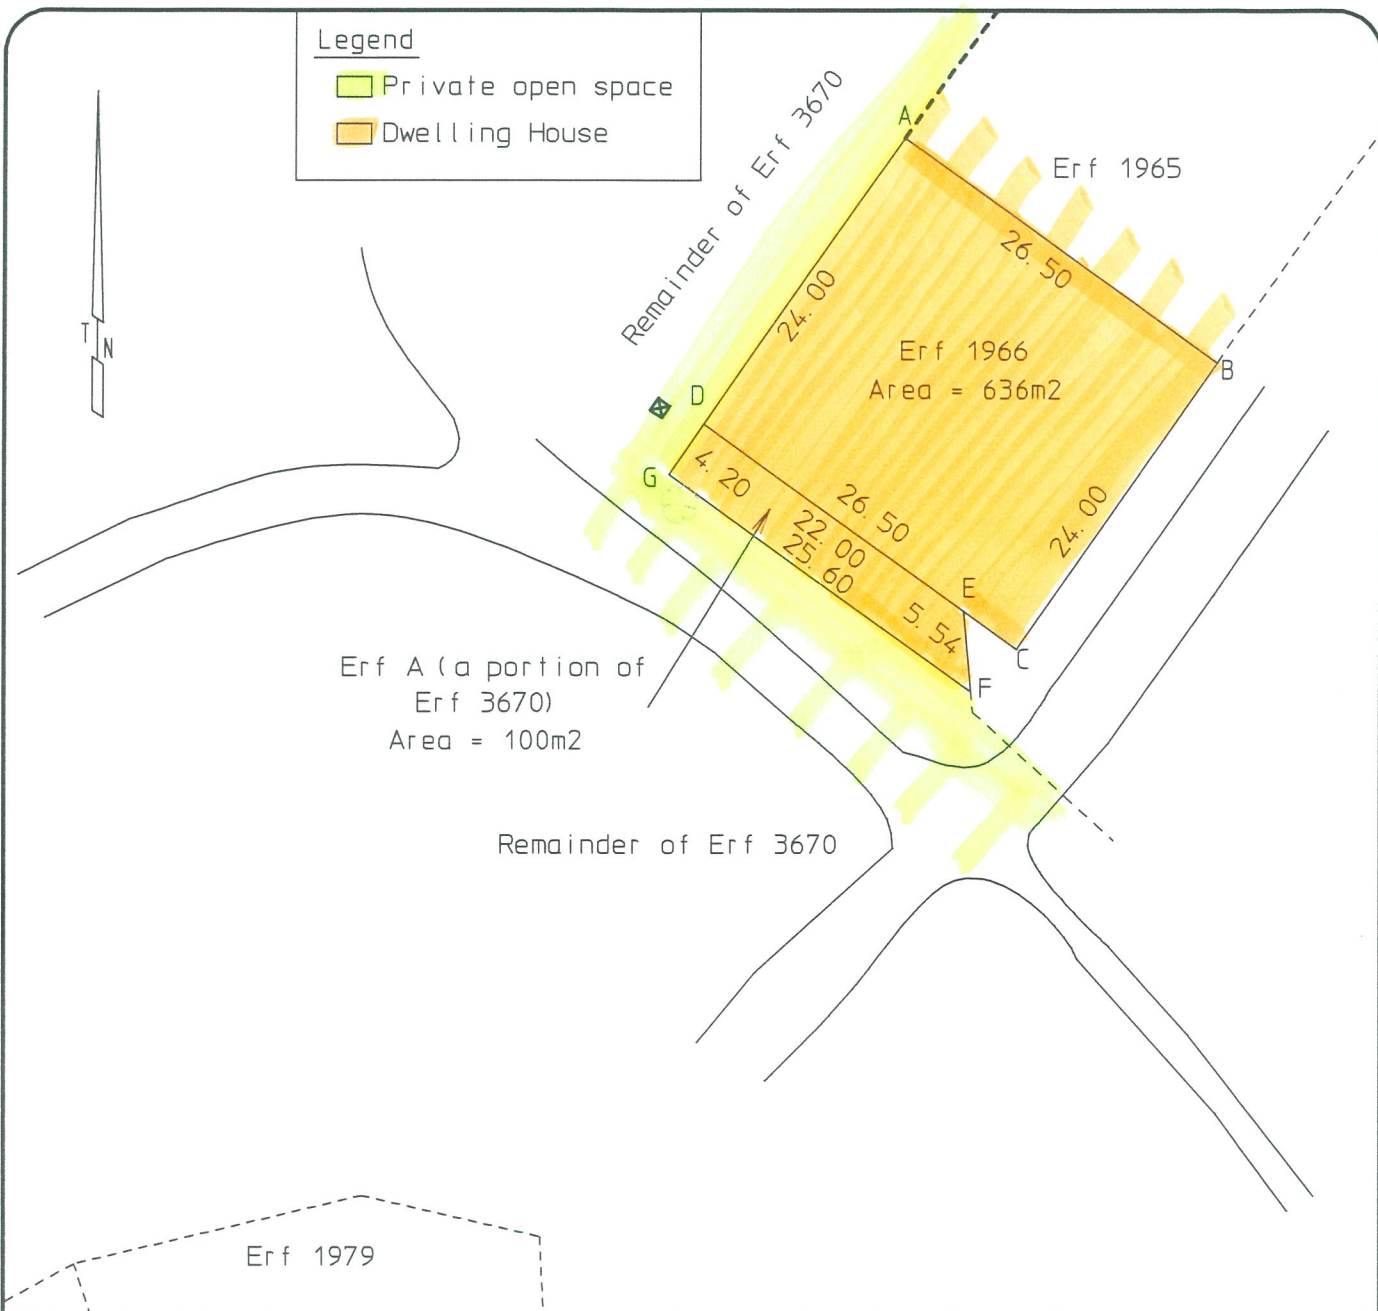 Legend
Private open space
Dwelling House
T N
Remainder of Erf 3670
A
Erf 1965
26.50
24.00
Erf 1966
Area = 636m2
B
D
G
4.20
26.50
22.00
25.60
24.00
E
5.54
C
F
Erf A (a portion of
Erf 3670)
Area = 100m2
Remainder of Erf 3670
Erf 1979